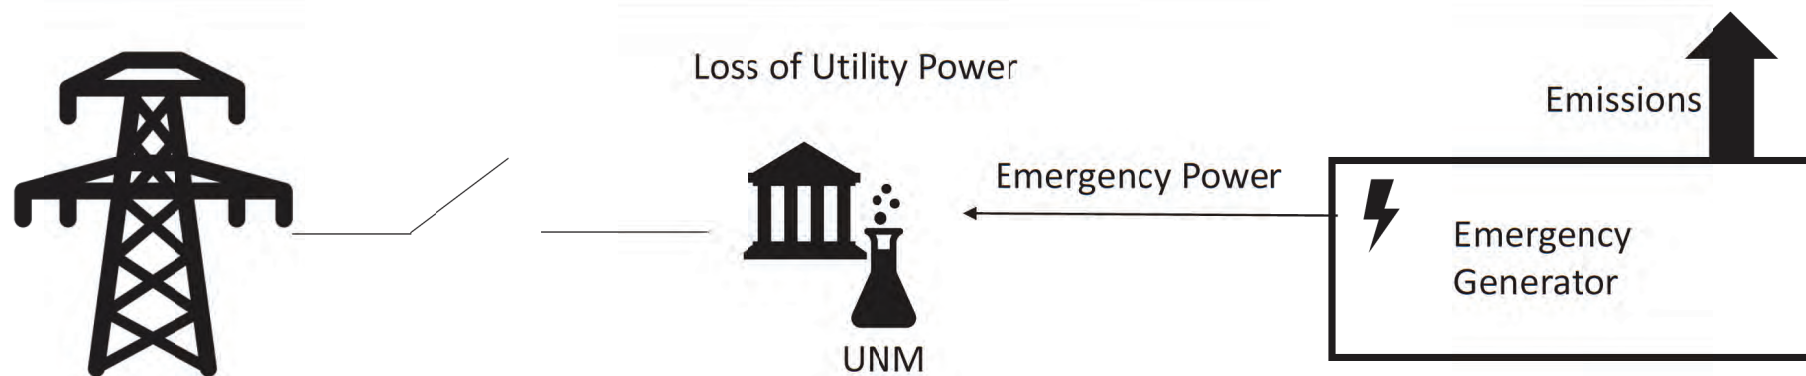 Loss of Utility Power
Emissions
Emergency Power
Emergency
Generator
UNM